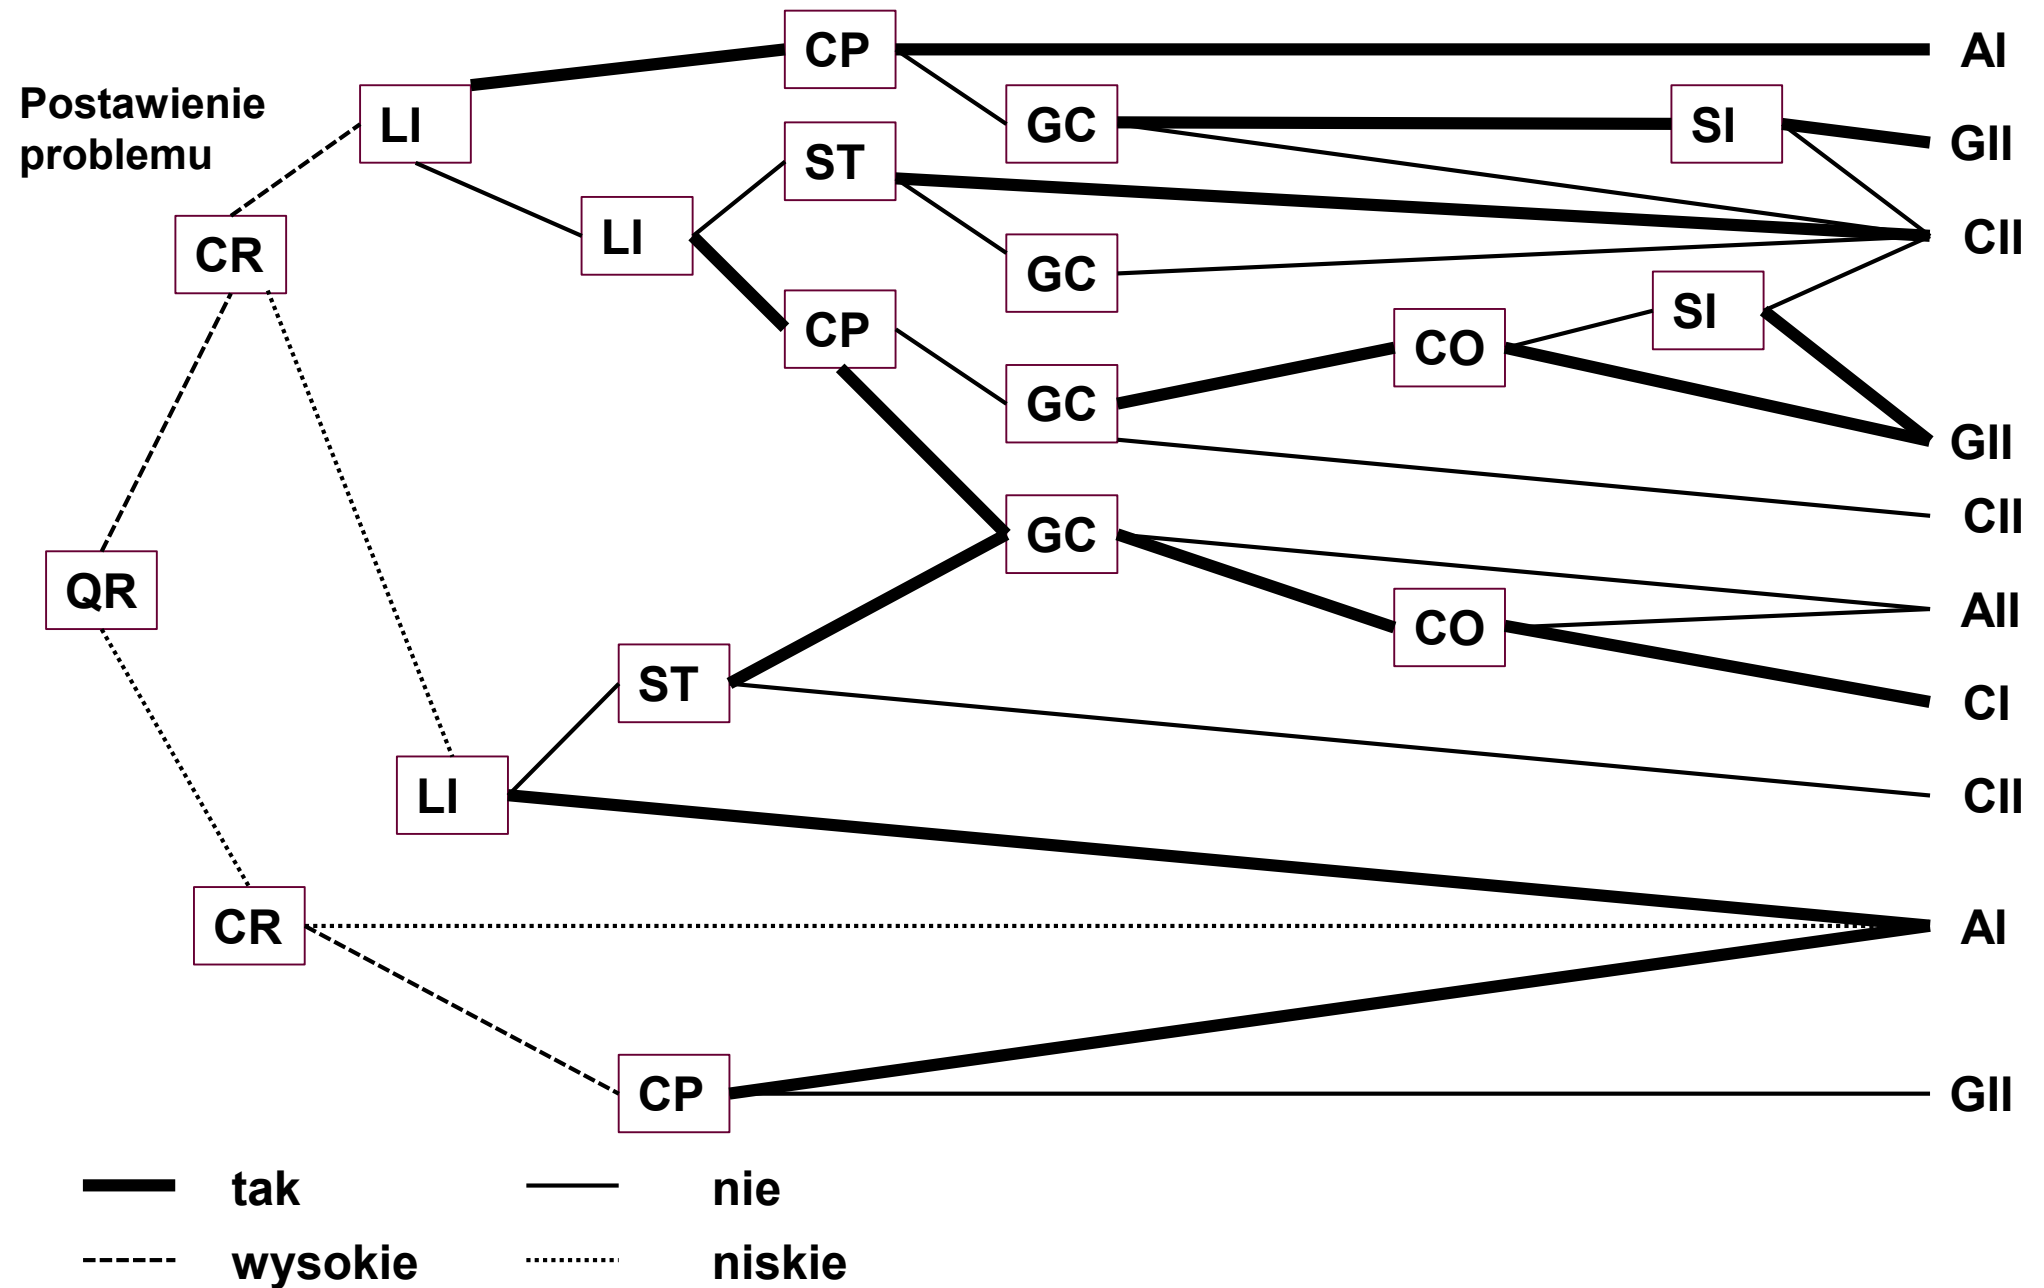 Postawienie
problemu
CP
AI
LI
GC
SI
GII
ST
CR
LI
CII
GC
SI
CP
CO
GC
GII
CII
GC
QR
AII
CO
ST
CI
LI
CII
CR
AI
CP
GII
tak
nie
wysokie
niskie